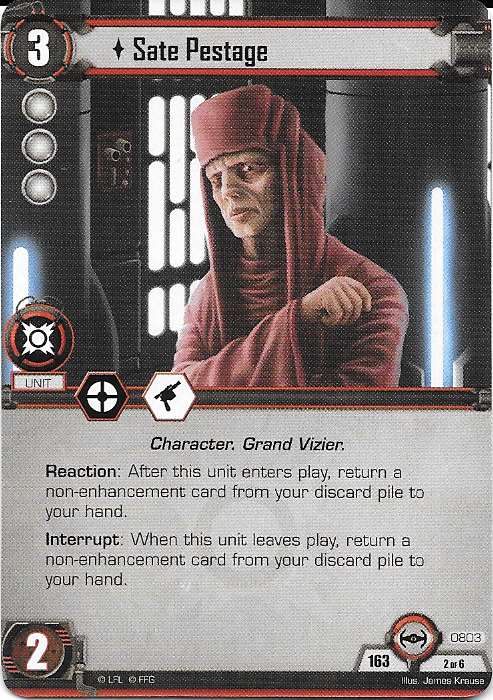 3
Sate Pestage
UNIT
Character. Grand Vizier.
Reaction: After this unit enters play, return a
non-enhancement card from your discard pile to
your hand.
Interrupt: When this unit leaves play, return a
non-enhancement card from your discard pile to
your hand.
2
0803
163
2 OF 6
© LFL © FFG
Illus. James Krause